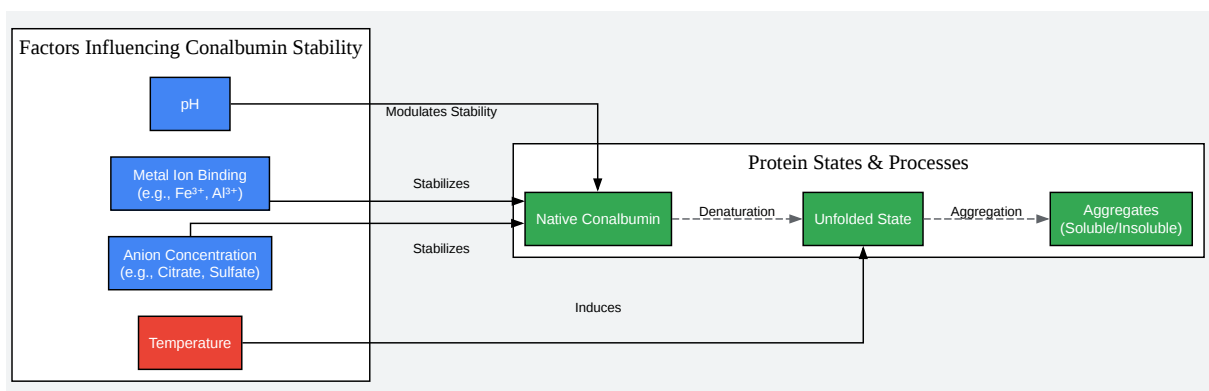 Factors Influencing Conalbumin Stability
pH
Modulates Stability
Metal Ion Binding
(e.g., Fe³⁺, Al³⁺)
Stabilizes
Anion Concentration
(e.g., Citrate, Sulfate)
Stabilizes
Temperature
Induces
Protein States & Processes
Native Conalbumin
Denaturation
Unfolded State
Aggregation
Aggregates
(Soluble/Insoluble)